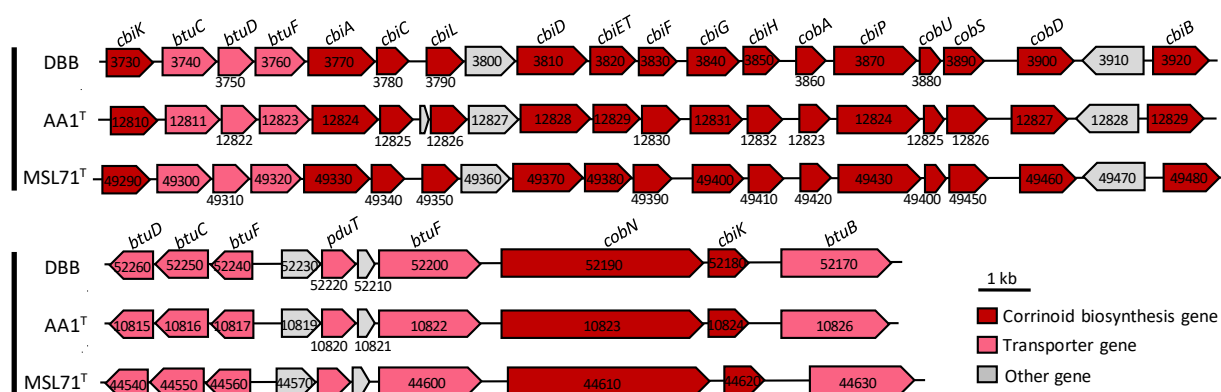 cbiK btuC btuD btuF cbiA cbiC cbiL cbiD cbiET cbiF cbiG cbiH cobA cbiP cobU cobS cobD cbiB
DBB 3730 3740 3760 3770 3800 3810 3820 3830 3840 3850 3870 3890 3900 3910 3920
3750 3780 3790 3860 3880
AA1ᵀ 12810 12811 12823 12824 12827 12828 12829 12831 12824 12827 12828 12829
12822 12825 12826 12830 12832 12823 12825 12826
MSL71ᵀ 49290 49300 49320 49330 49360 49370 49380 49400 49430 49460 49470 49480
49310 49340 49350 49390 49410 49420 49400 49450
btuD btuC btuF pduT btuF cobN cbiK btuB
DBB 52260 52250 52240 52230 52200 52190 52180 52170
52220 52210
AA1ᵀ 10815 10816 10817 10819 10822 10823 10824 10826
10820 10821
MSL71ᵀ 44540 44550 44560 44570 44600 44610 44620 44630
1 kb
Corrinoid biosynthesis gene
Transporter gene
Other gene